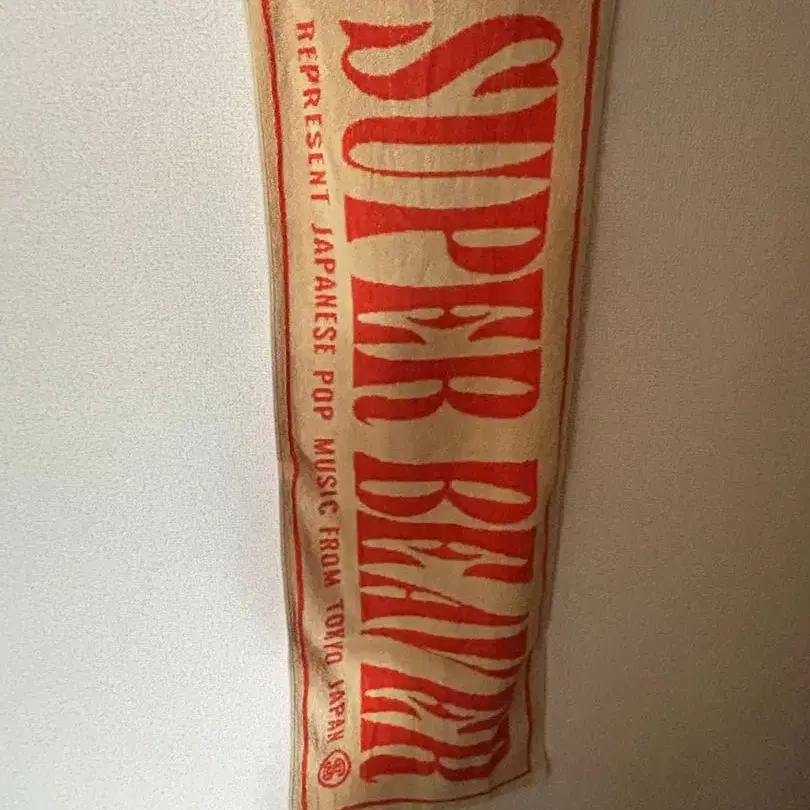 SUPER BEAVER
REPRESENT JAPANESE POP MUSIC FROM TOKYO JAPAN